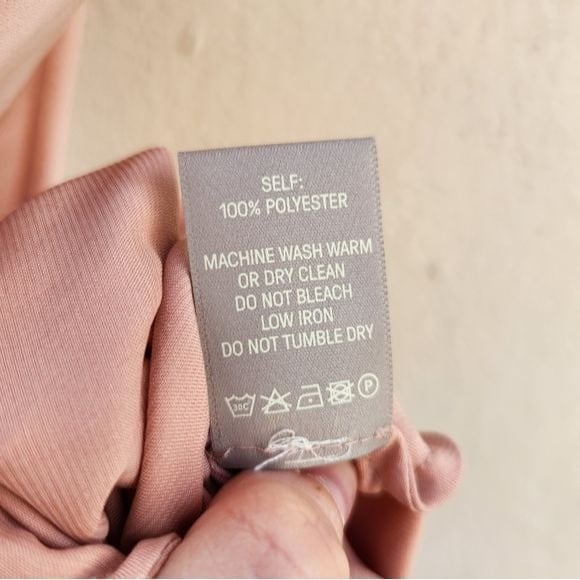 SELF:
100% POLYESTER
MACHINE WASH WARM
OR DRY CLEAN
DO NOT BLEACH
LOW IRON
DO NOT TUMBLE DRY
30C P